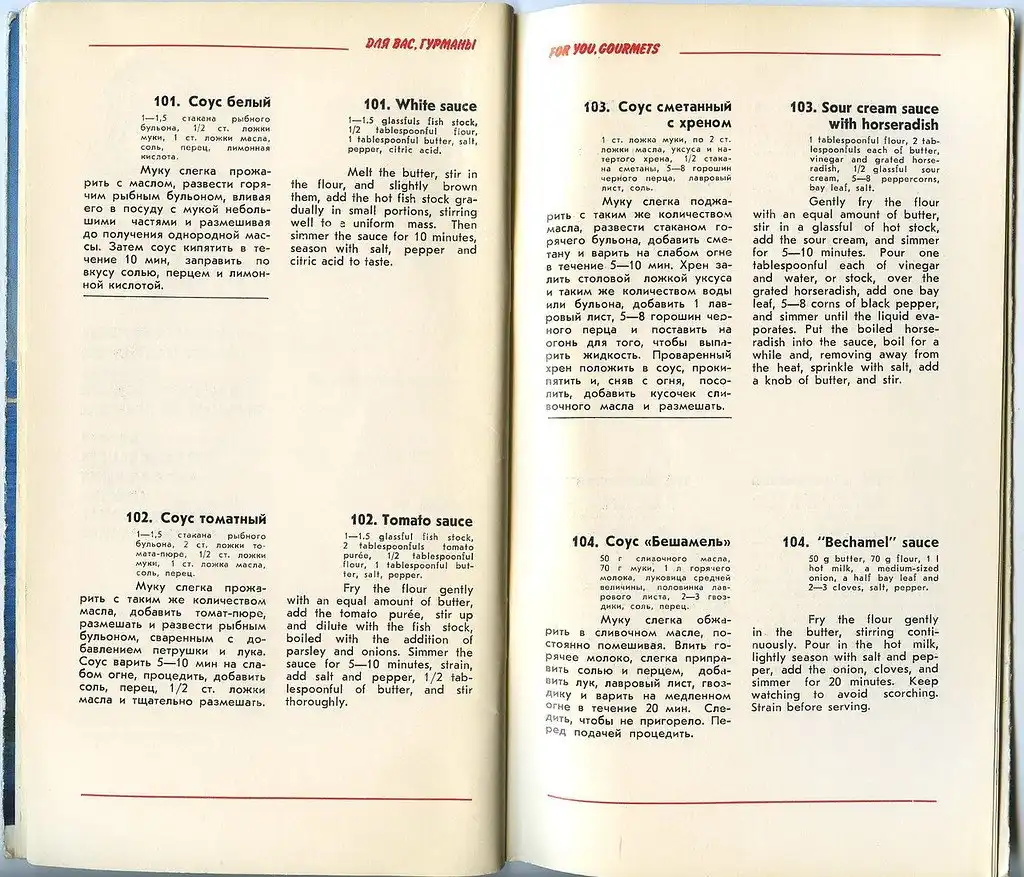 ДЛЯ ВАС, ГУРМАНЫ
101. Соус белый
1—1,5 стакана рыбного
бульона, 1/2 ст. ложки
муки, 1 ст. ложки масла,
соль, перец, лимонная
кислота.
Муку слегка прожа-
рить с маслом, развести горя-
чим рыбным бульоном, вливая
его в посуду с мукой неболь-
шими частями и размешивая
до получения однородной мас-
сы. Затем соус кипятить в те-
чение 10 мин, заправить по
вкусу солью, перцем и лимон-
ной кислотой.
101. White sauce
1—1.5 glassfuls fish stock,
1/2 tablespoonful flour,
1 tablespoonful butter, salt,
pepper, citric acid.
Melt the butter, stir in
the flour, and slightly brown
them, add the hot fish stock gra-
dually in small portions, stirring
well to a uniform mass. Then
simmer the sauce for 10 minutes,
season with salt, pepper and
citric acid to taste.
102. Соус томатный
1—1,5 стакана рыбного
бульона, 2 ст. ложки то-
мата-пюре, 1/2 ст. ложки
муки, 1 ст. ложка масла,
соль, перец.
Муку слегка прожа-
рить с таким же количеством
масла, добавить томат-пюре,
размешать и развести рыбным
бульоном, сваренным с до-
бавлением петрушки и лука.
Соус варить 5—10 мин на сла-
бом огне, процедить, добавить
соль, перец, 1/2 ст. ложки
масла и тщательно размешать.
102. Tomato sauce
1—1.5 glassful fish stock,
2 tablespoonfuls tomato
purée, 1/2 tablespoonful
flour, 1 tablespoonful but-
ter, salt, pepper.
Fry the flour gently
with an equal amount of butter,
add the tomato purée, stir up
and dilute with the fish stock,
boiled with the addition of
parsley and onions. Simmer the
sauce for 5—10 minutes, strain,
add salt and pepper, 1/2 tab-
lespoonful of butter, and stir
thoroughly.
FOR YOU, GOURMETS
103. Соус сметанный
с хреном
1 ст. ложка муки, по 2 ст.
ложки масла, уксуса и на-
тертого хрена, 1/2 стака-
на сметаны, 5—8 горошин
черного перца, лавровый
лист, соль.
Муку слегка поджа-
рить с таким же количеством
масла, развести стаканом го-
рячего бульона, добавить сме-
тану и варить на слабом огне
в течение 5—10 мин. Хрен за-
лить столовой ложкой уксуса
и таким же количеством воды
или бульона, добавить 1 лав-
ровый лист, 5—8 горошин чер-
ного перца и поставить на
огонь для того, чтобы выпа-
рить жидкость. Проваренный
хрен положить в соус, проки-
пятить и, сняв с огня, посо-
лить, добавить кусочек сли-
вочного масла и размешать.
103. Sour cream sauce
with horseradish
1 tablespoonful flour, 2 tab-
lespoonfuls each of butter,
vinegar and grated horse-
radish, 1/2 glassful sour
cream, 5—8 peppercorns,
bay leaf, salt.
Gently fry the flour
with an equal amount of butter,
stir in a glassful of hot stock,
add the sour cream, and simmer
for 5—10 minutes. Pour one
tablespoonful each of vinegar
and water, or stock, over the
grated horseradish, add one bay
leaf, 5—8 corns of black pepper,
and simmer until the liquid eva-
porates. Put the boiled horse-
radish into the sauce, boil for a
while and, removing away from
the heat, sprinkle with salt, add
a knob of butter, and stir.
104. Соус «Бешамель»
50 г сливочного масла,
70 г муки, 1 л горячего
молока, луковица средней
величины, половинка лав-
рового листа, 2—3 гвоз-
дики, соль, перец.
Муку слегка обжа-
рить в сливочном масле, по-
стоянно помешивая. Влить го-
рячее молоко, слегка припра-
вить солью и перцем, доба-
вить лук, лавровый лист, гвоз-
дику и варить на медленном
огне в течение 20 мин. Сле-
дить, чтобы не пригорело. Пе-
ред подачей процедить.
104. "Bechamel" sauce
50 g butter, 70 g flour, 1 l
hot milk, a medium-sized
onion, a half bay leaf and
2—3 cloves, salt, pepper.
Fry the flour gently
in the butter, stirring conti-
nuously. Pour in the hot milk,
lightly season with salt and pep-
per, add the onion, cloves, and
simmer for 20 minutes. Keep
watching to avoid scorching.
Strain before serving.